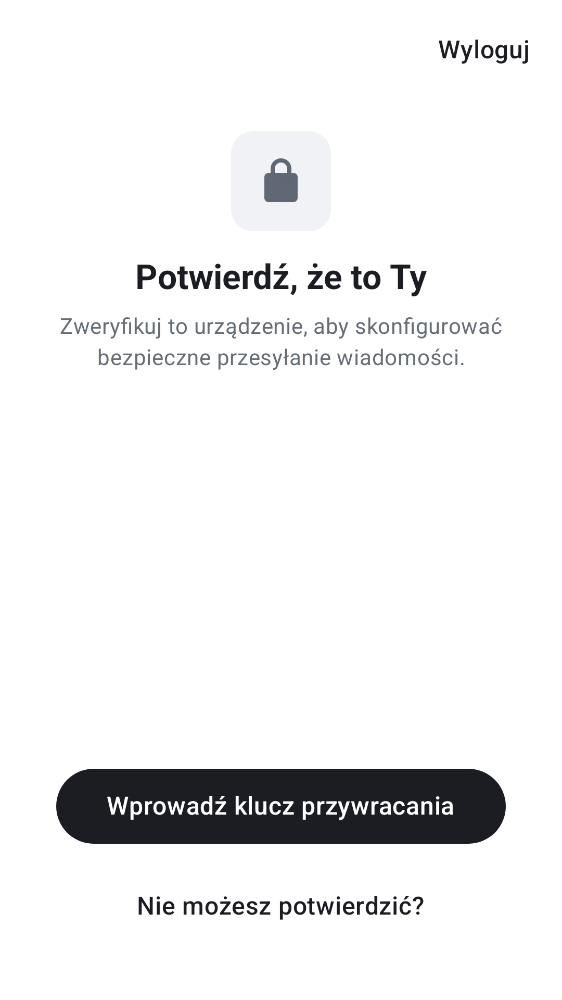 Wyloguj
Potwierdź, że to Ty
Zweryfikuj to urządzenie, aby skonfigurować
bezpieczne przesyłanie wiadomości.
Wprowadź klucz przywracania
Nie możesz potwierdzić?